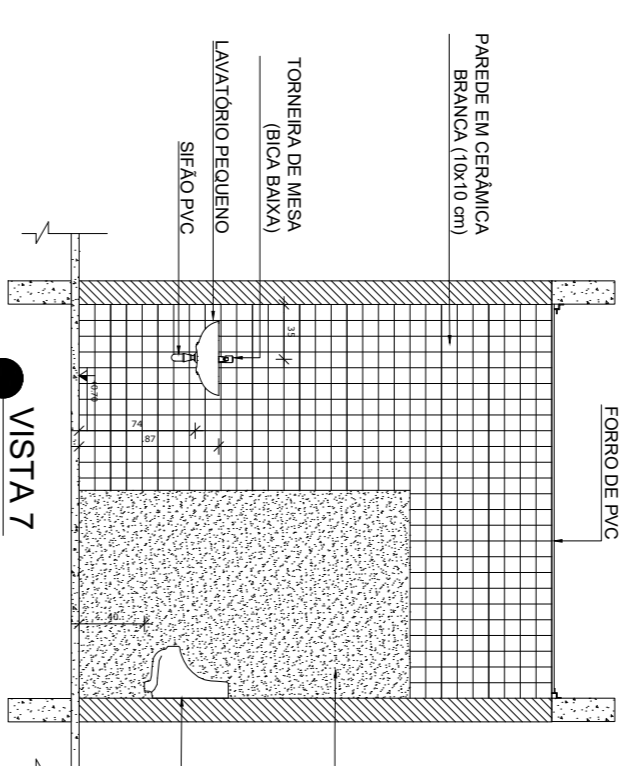 PAREDE EM CERÂMICA
BRANCA (10x10 cm)
TORNEIRA DE MESA
(BICA BAIXA)
LAVATÓRIO PEQUENO
SIFÃO PVC
FORRO DE PVC
35
74
.87
40
VISTA 7